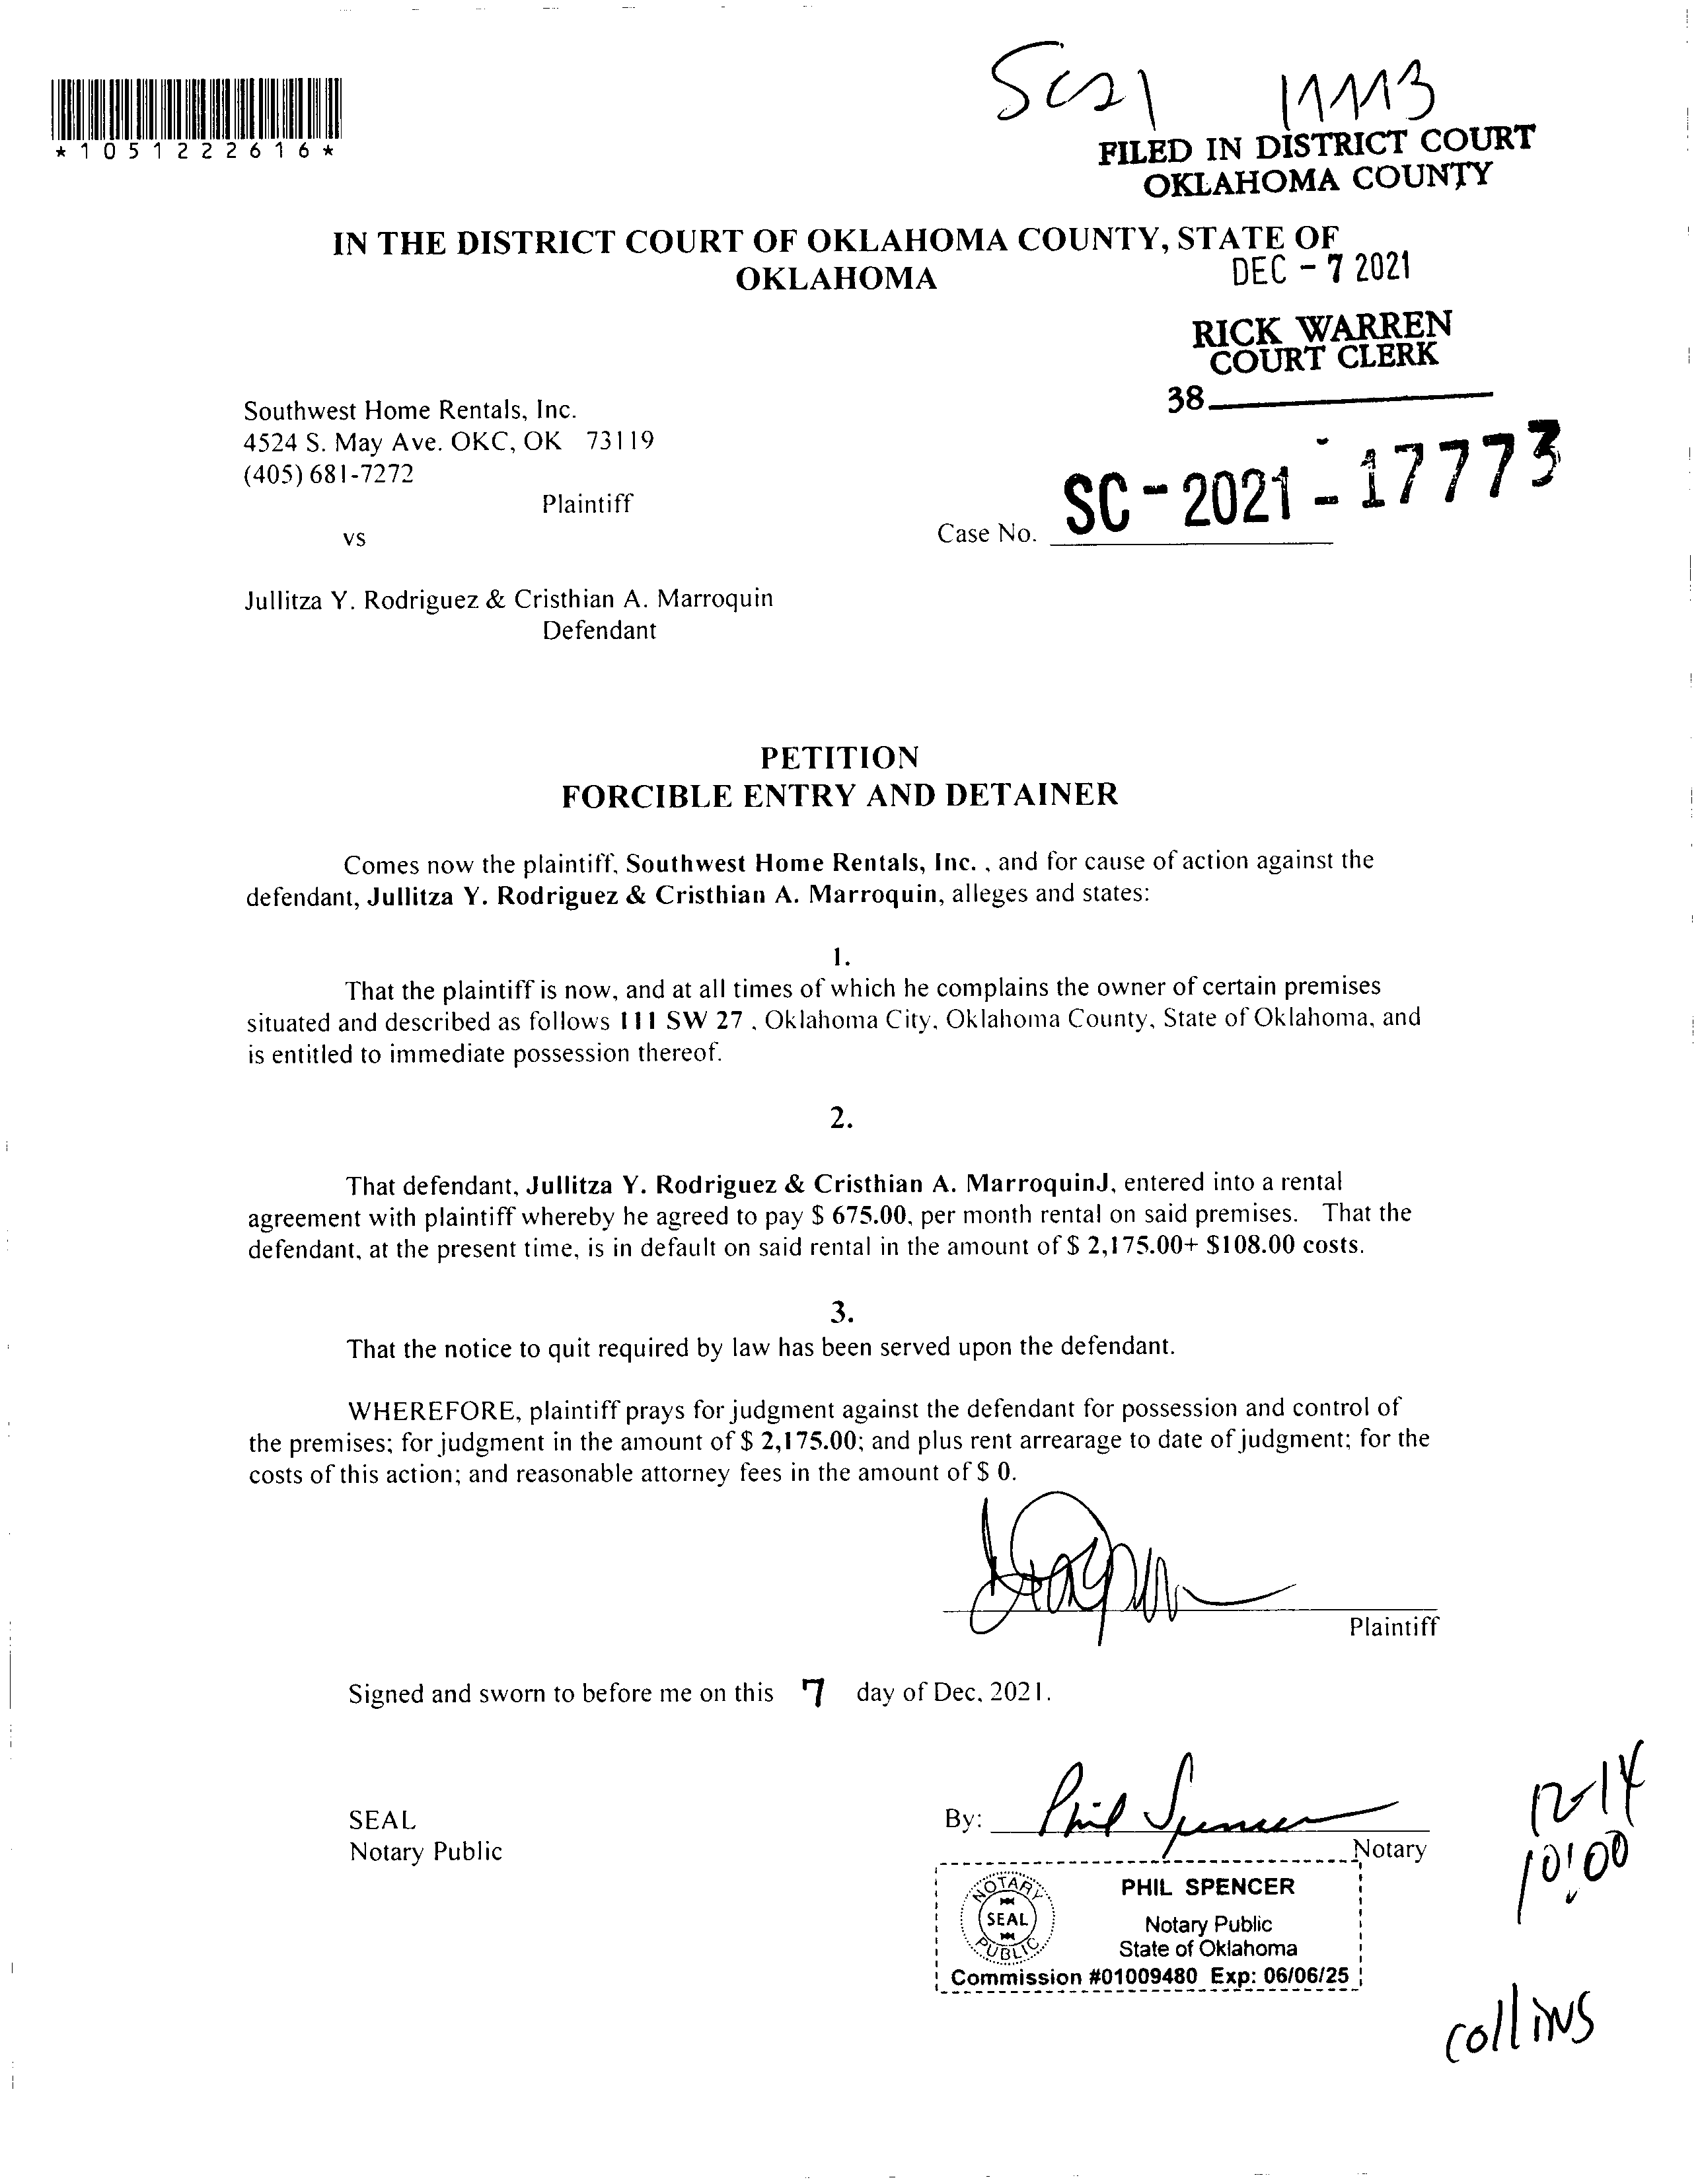 *1051222616*
SC21
FILED IN DISTRICT COURT
OKLAHOMA COUNTY
IN THE DISTRICT COURT OF OKLAHOMA COUNTY, STATE OF
OKLAHOMA
DEC - 7 2021
RICK WARREN
COURT CLERK
38
Southwest Home Rentals, Inc.
4524 S. May Ave. OKC, OK 73119
(405) 681-7272
Plaintiff
vs
Case No. SC - 2021 - 17773
Jullitza Y. Rodriguez & Cristhian A. Marroquin
Defendant
PETITION
FORCIBLE ENTRY AND DETAINER
Comes now the plaintiff, Southwest Home Rentals, Inc. , and for cause of action against the
defendant, Jullitza Y. Rodriguez & Cristhian A. Marroquin, alleges and states:
1.
That the plaintiff is now, and at all times of which he complains the owner of certain premises
situated and described as follows 111 SW 27 , Oklahoma City, Oklahoma County, State of Oklahoma, and
is entitled to immediate possession thereof.
2.
That defendant, Jullitza Y. Rodriguez & Cristhian A. MarroquinJ, entered into a rental
agreement with plaintiff whereby he agreed to pay $ 675.00, per month rental on said premises. That the
defendant, at the present time, is in default on said rental in the amount of $ 2,175.00+ $108.00 costs.
3.
That the notice to quit required by law has been served upon the defendant.
WHEREFORE, plaintiff prays for judgment against the defendant for possession and control of
the premises; for judgment in the amount of $ 2,175.00; and plus rent arrearage to date of judgment; for the
costs of this action; and reasonable attorney fees in the amount of $ 0.
Plaintiff
Signed and sworn to before me on this 7 day of Dec, 2021.
SEAL
Notary Public
By: Phil Spencer
Notary
12-14
10:00
NOTARY
SEAL
PUBLIC
PHIL SPENCER
Notary Public
State of Oklahoma
Commission #01009480 Exp: 06/06/25
collins